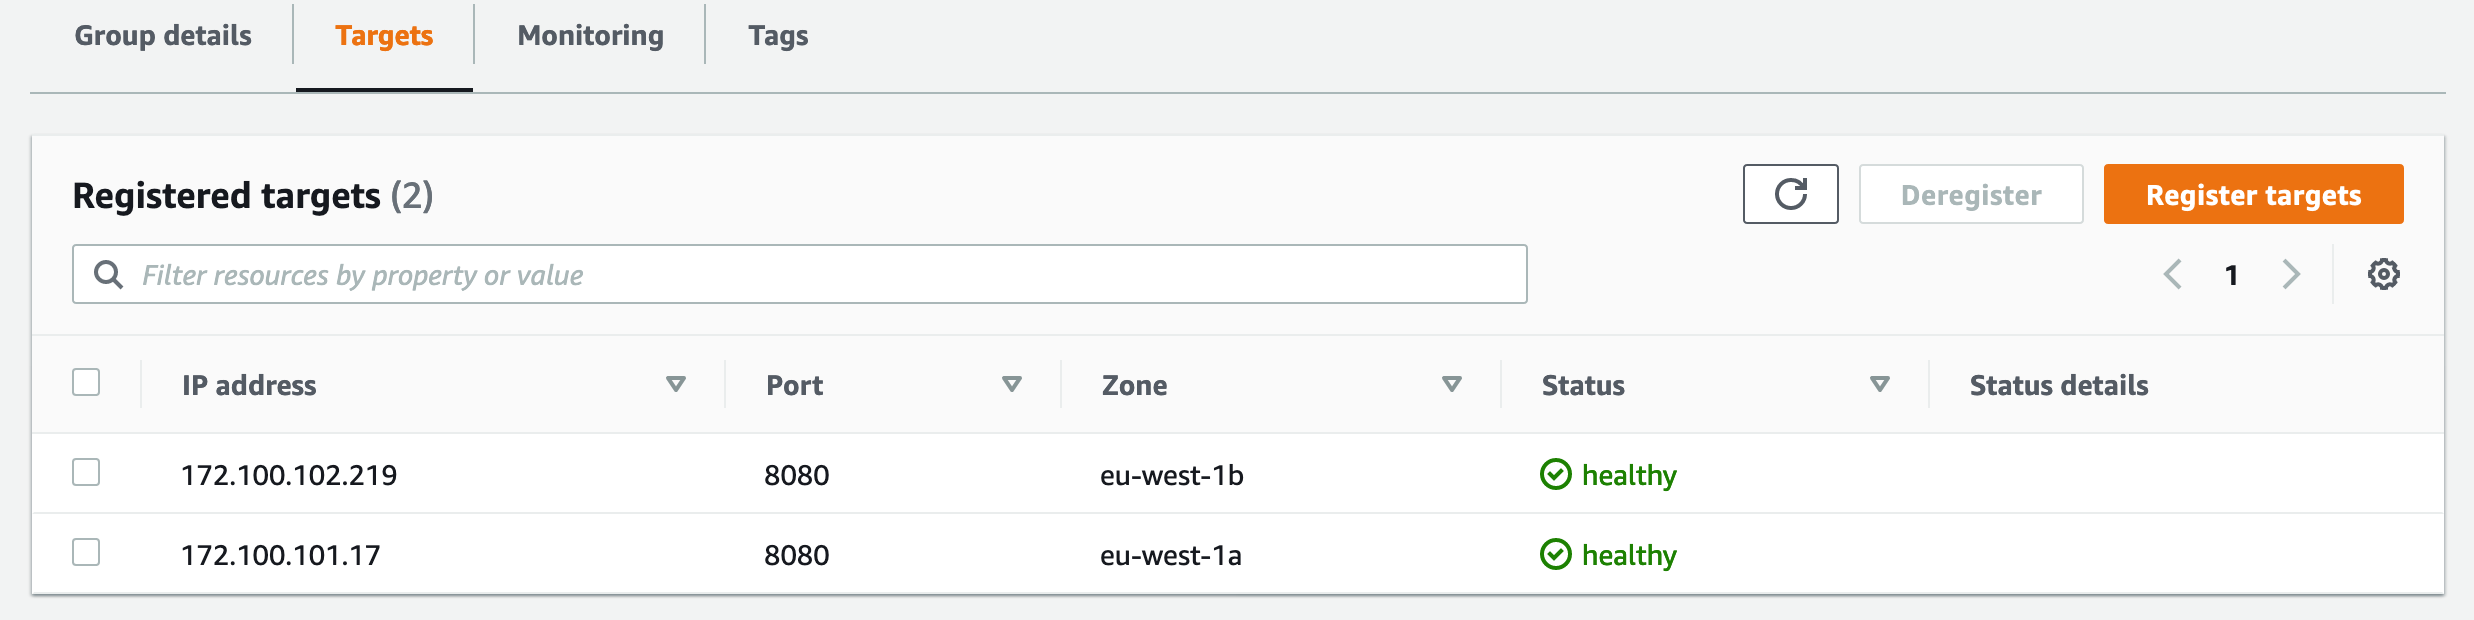 Group details Targets Monitoring Tags
Registered targets (2) Deregister Register targets
Filter resources by property or value 1
IP address Port Zone Status Status details
172.100.102.219 8080 eu-west-1b healthy
172.100.101.17 8080 eu-west-1a healthy